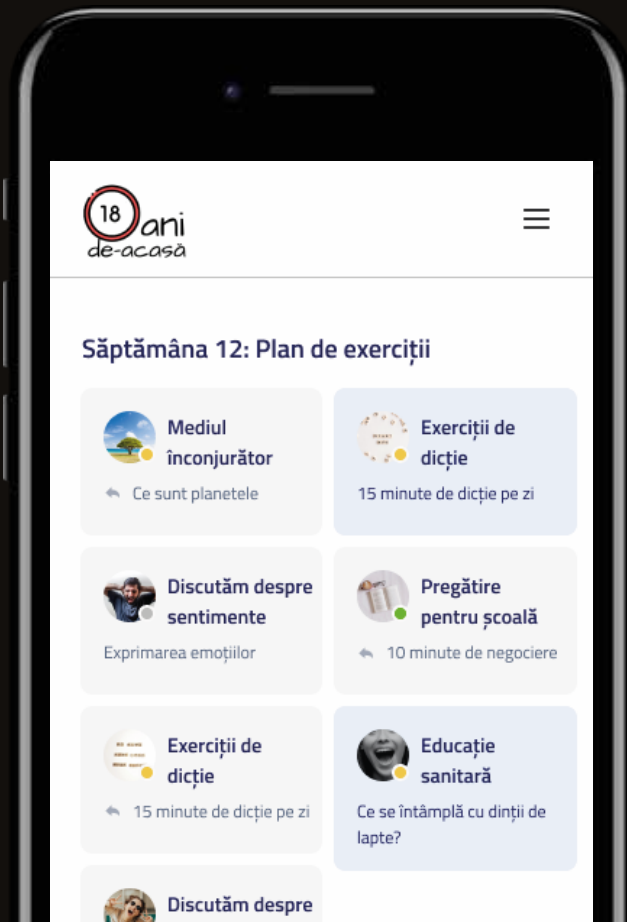 18
ani
de-acasă
Săptămâna 12: Plan de exerciții
Mediul
înconjurător
Ce sunt planetele
Exerciții de
dicție
15 minute de dicție pe zi
Discutăm despre
sentimente
Exprimarea emoțiilor
Pregătire
pentru școală
10 minute de negociere
Exerciții de
dicție
15 minute de dicție pe zi
Educație
sanitară
Ce se întâmplă cu dinții de
lapte?
Discutăm despre